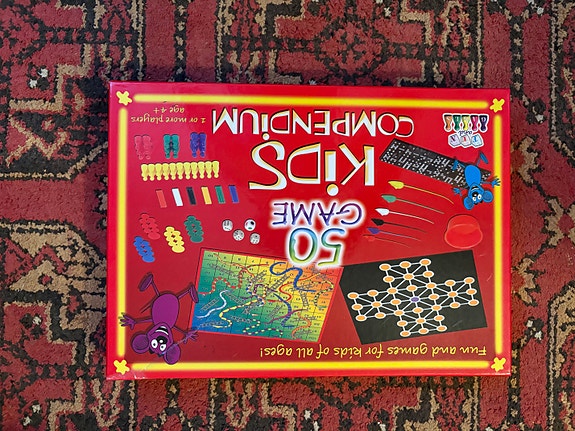 Fun and games for kids of all ages!
50
GAME
KiDS
COMPENDiUM
2 or more players
age 4+